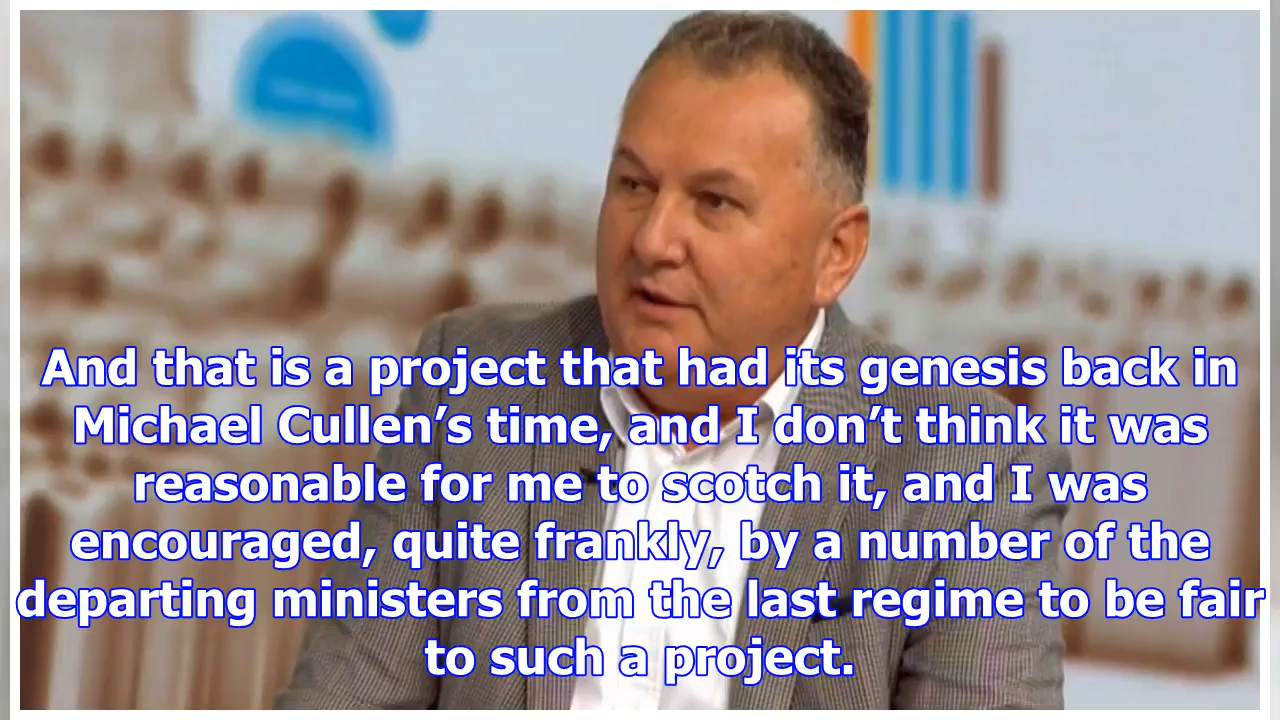 And that is a project that had its genesis back in
Michael Cullen’s time, and I don’t think it was
reasonable for me to scotch it, and I was
encouraged, quite frankly, by a number of the
departing ministers from the last regime to be fair
to such a project.